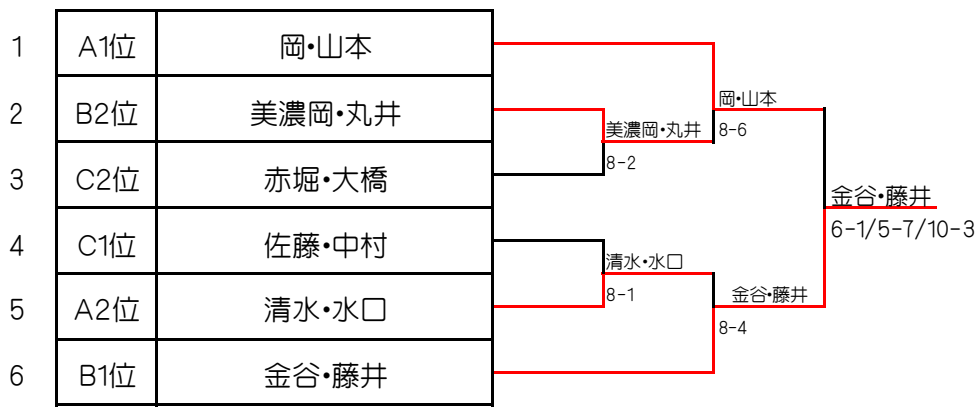 1 A1位 岡・山本
2 B2位 美濃岡・丸井
3 C2位 赤堀・大橋
4 C1位 佐藤・中村
5 A2位 清水・水口
6 B1位 金谷・藤井
美濃岡・丸井
8-2
清水・水口
8-1
岡・山本
8-6
金谷・藤井
8-4
金谷・藤井
6-1/5-7/10-3